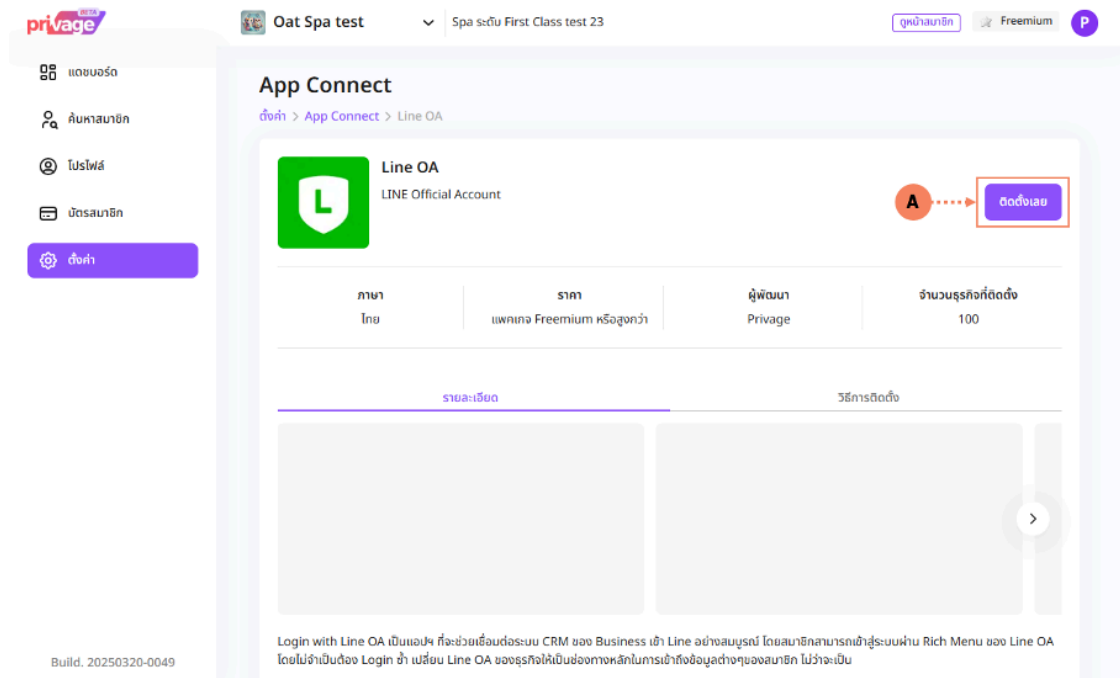 privage BETA
Oat Spa test
Spa ระดับ First Class test 23
ดูหน้าสมาชิก
Freemium
P
แดชบอร์ด
ค้นหาสมาชิก
โปรไฟล์
บัตรสมาชิก
ตั้งค่า
App Connect
ตั้งค่า > App Connect > Line OA
L
Line OA
LINE Official Account
A
ติดตั้งเลย
ภาษา
ไทย
ราคา
แพคเกจ Freemium หรือสูงกว่า
ผู้พัฒนา
Privage
จำนวนธุรกิจที่ติดตั้ง
100
รายละเอียด
วิธีการติดตั้ง
Login with Line OA เป็นแอปฯ ที่จะช่วยเชื่อมต่อระบบ CRM ของ Business เข้า Line อย่างสมบูรณ์ โดยสมาชิกสามารถเข้าสู่ระบบผ่าน Rich Menu ของ Line OA
โดยไม่จำเป็นต้อง Login ซ้ำ เปลี่ยน Line OA ของธุรกิจให้เป็นช่องทางหลักในการเข้าถึงข้อมูลต่างๆของสมาชิก ไม่ว่าจะเป็น
Build. 20250320-0049